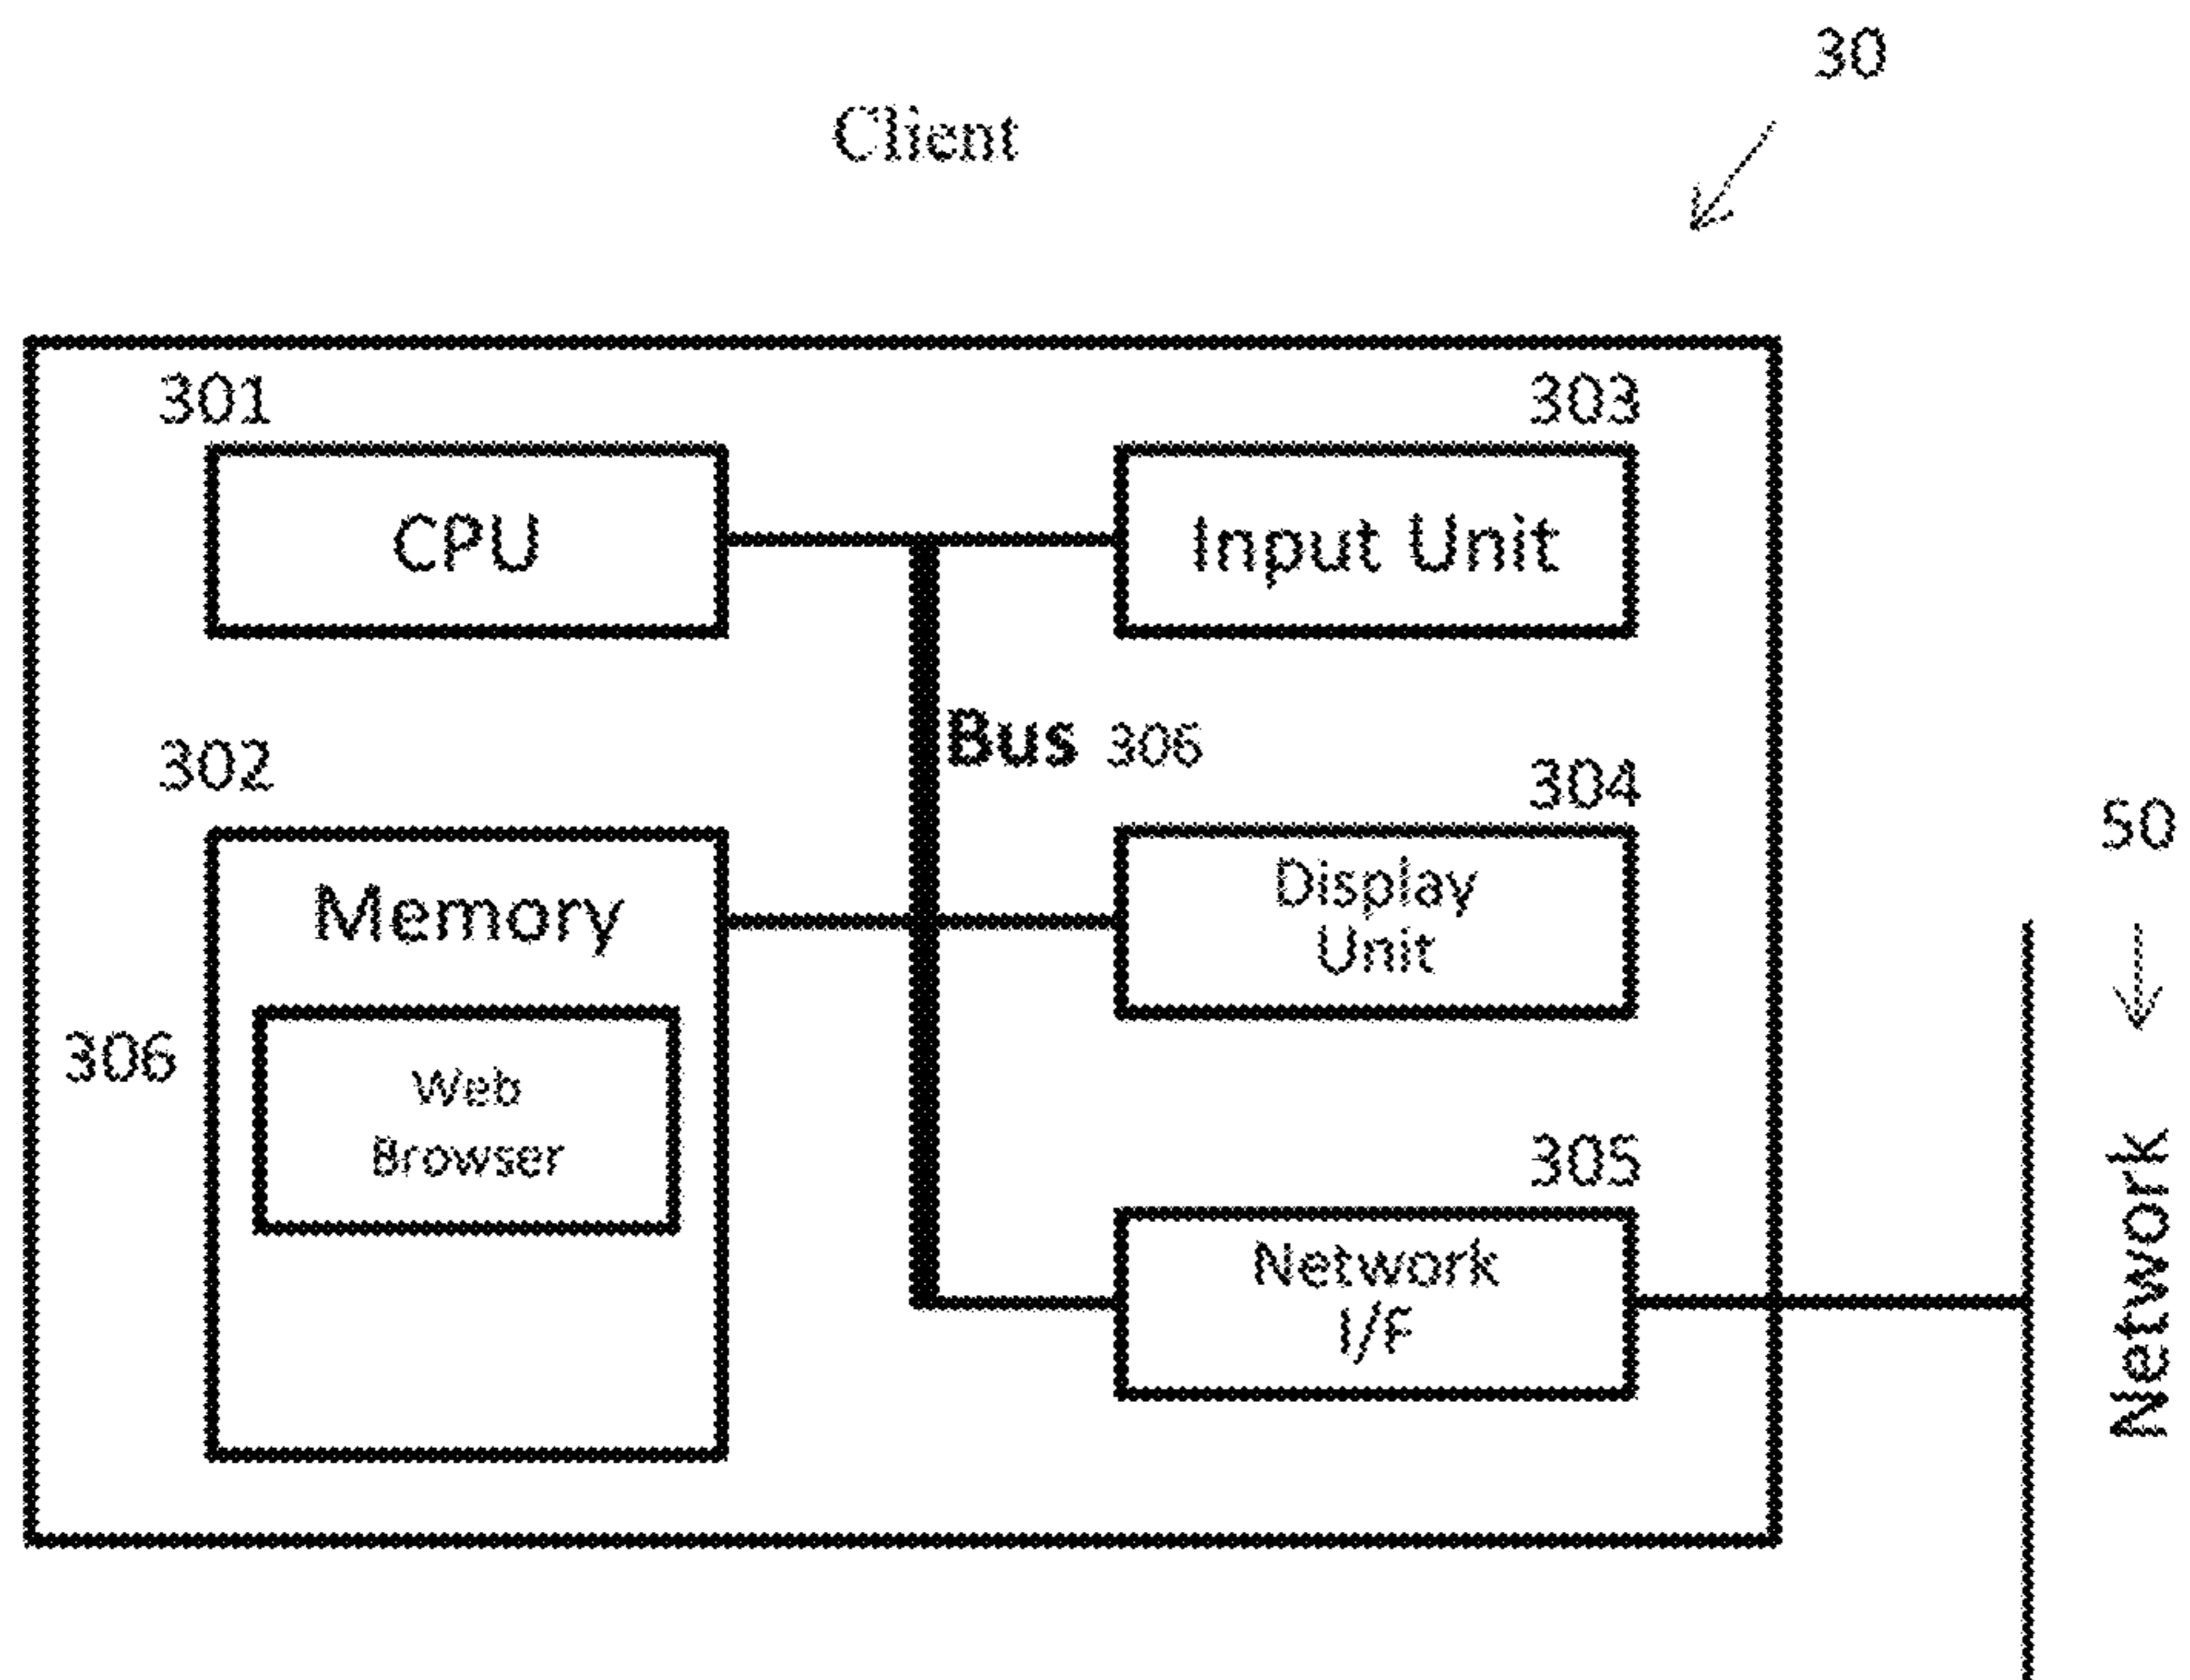 30
Client
301
303
CPU
Input Unit
Bus 306
302
304
50
Memory
Display
Unit
306
Web
Browser
305
Network
I/F
Network